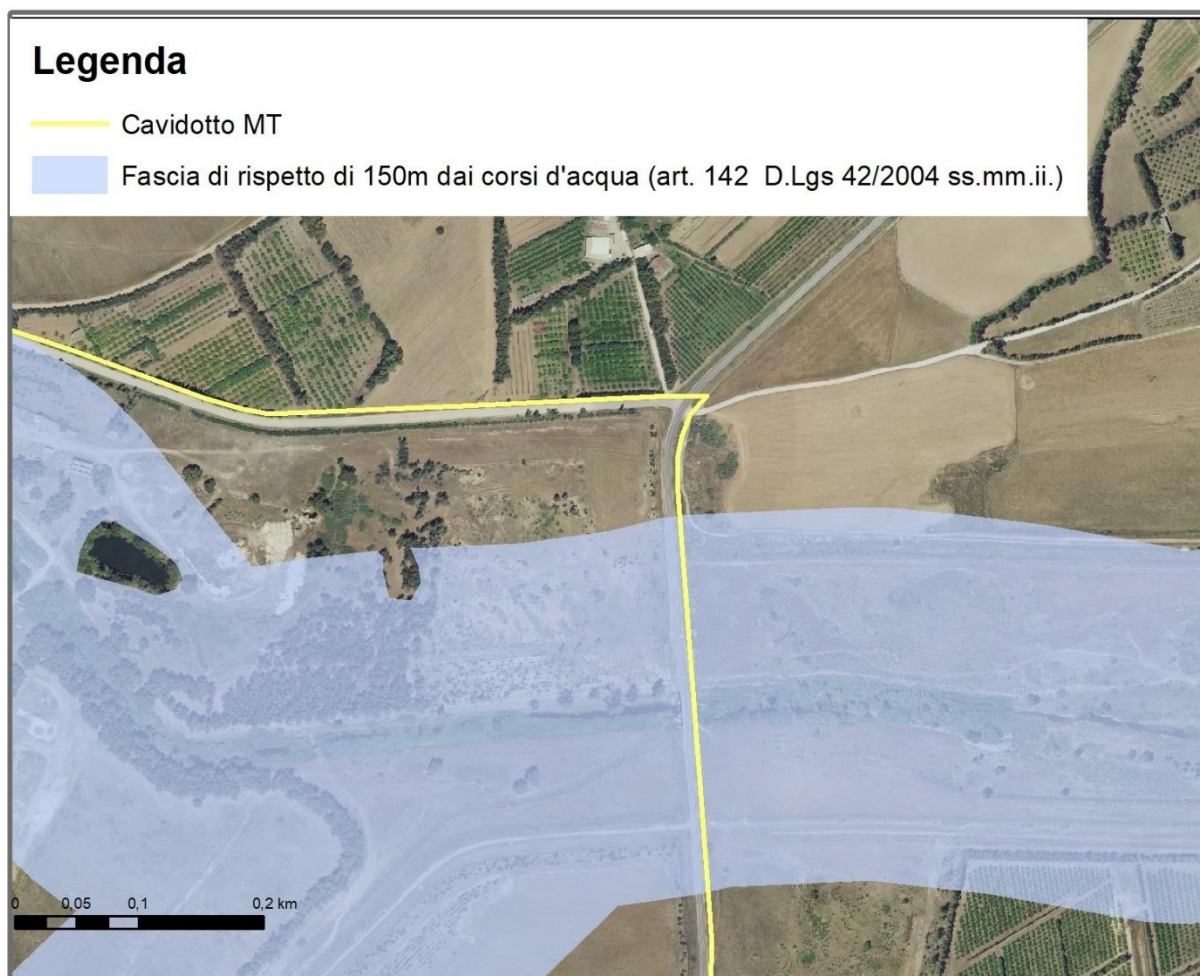 Legenda
Cavidotto MT
Fascia di rispetto di 150m dai corsi d'acqua (art. 142  D.Lgs 42/2004 ss.mm.ii.)
0 0,05 0,1 0,2 km